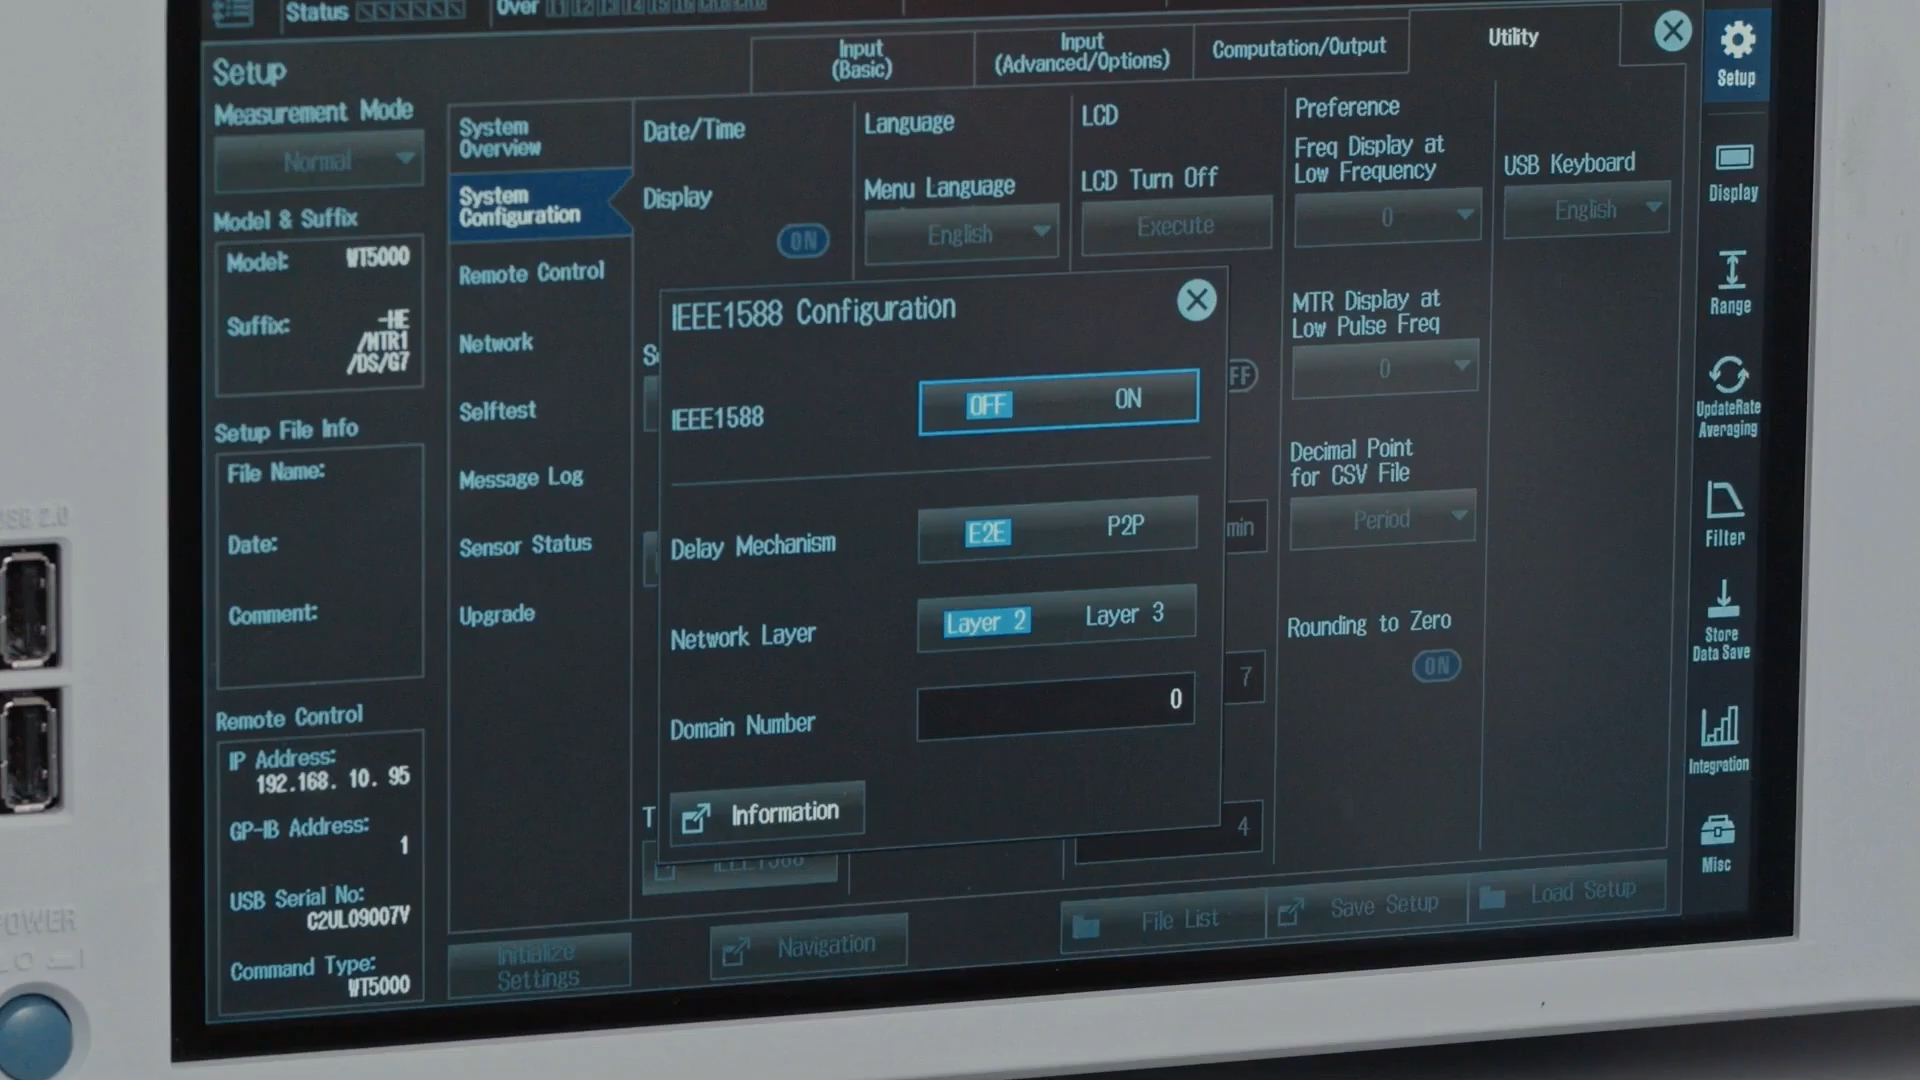 Status
Over
Setup
Input
(Basic)
Input
(Advanced/Options)
Computation/Output
Utility
Setup
Measurement Mode
Normal
Model & Suffix
Model: WT5000
Suffix: -HE
/MTR1
/DS/G7
Setup File Info
File Name:
Date:
Comment:
Remote Control
IP Address:
192.168. 10. 95
GP-IB Address:
1
USB Serial No:
C2UL09007V
Command Type:
WT5000
System
Overview
System
Configuration
Remote Control
Network
Selftest
Message Log
Sensor Status
Upgrade
Initialize
Settings
Date/Time
Display
ON
Language
Menu Language
English
LCD
LCD Turn Off
Execute
Preference
Freq Display at
Low Frequency
0
MTR Display at
Low Pulse Freq
0
Decimal Point
for CSV File
Period
Rounding to Zero
ON
USB Keyboard
English
IEEE1588 Configuration
IEEE1588
OFF ON
Delay Mechanism
E2E P2P
Network Layer
Layer 2 Layer 3
Domain Number
0
Information
FF
min
7
4
T
IEEE1588
Navigation
File List
Save Setup
Load Setup
Display
Range
UpdateRate
Averaging
Filter
Store
Data Save
Integration
Misc
USB 2.0
POWER